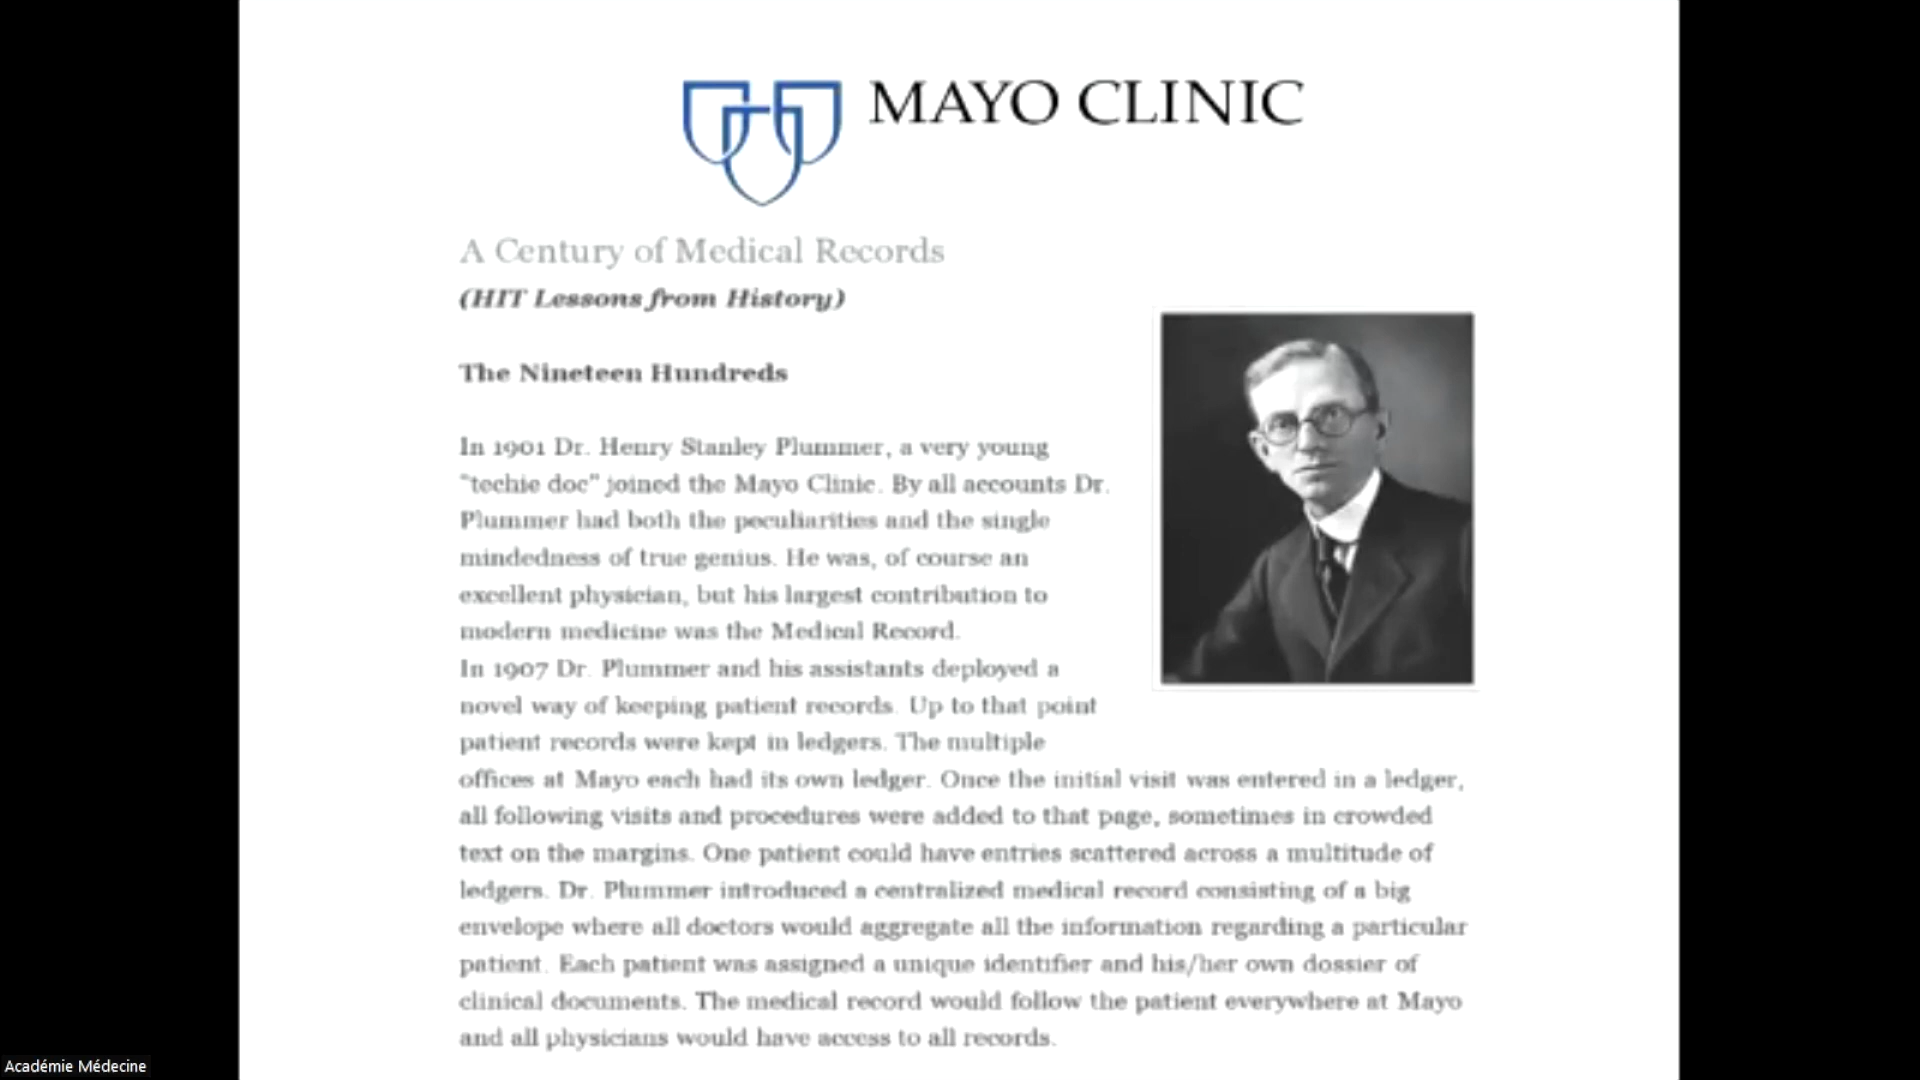 MAYO CLINIC
A Century of Medical Records
(HIT Lessons from History)
The Nineteen Hundreds
In 1901 Dr. Henry Stanley Plummer, a very young
"techie doc" joined the Mayo Clinic. By all accounts Dr.
Plummer had both the peculiarities and the single
mindedness of true genius. He was, of course an
excellent physician, but his largest contribution to
modern medicine was the Medical Record.
In 1907 Dr. Plummer and his assistants deployed a
novel way of keeping patient records. Up to that point
patient records were kept in ledgers. The multiple
offices at Mayo each had its own ledger. Once the initial visit was entered in a ledger,
all following visits and procedures were added to that page, sometimes in crowded
text on the margins. One patient could have entries scattered across a multitude of
ledgers. Dr. Plummer introduced a centralized medical record consisting of a big
envelope where all doctors would aggregate all the information regarding a particular
patient. Each patient was assigned a unique identifier and his/her own dossier of
clinical documents. The medical record would follow the patient everywhere at Mayo
and all physicians would have access to all records.
Académie Médecine